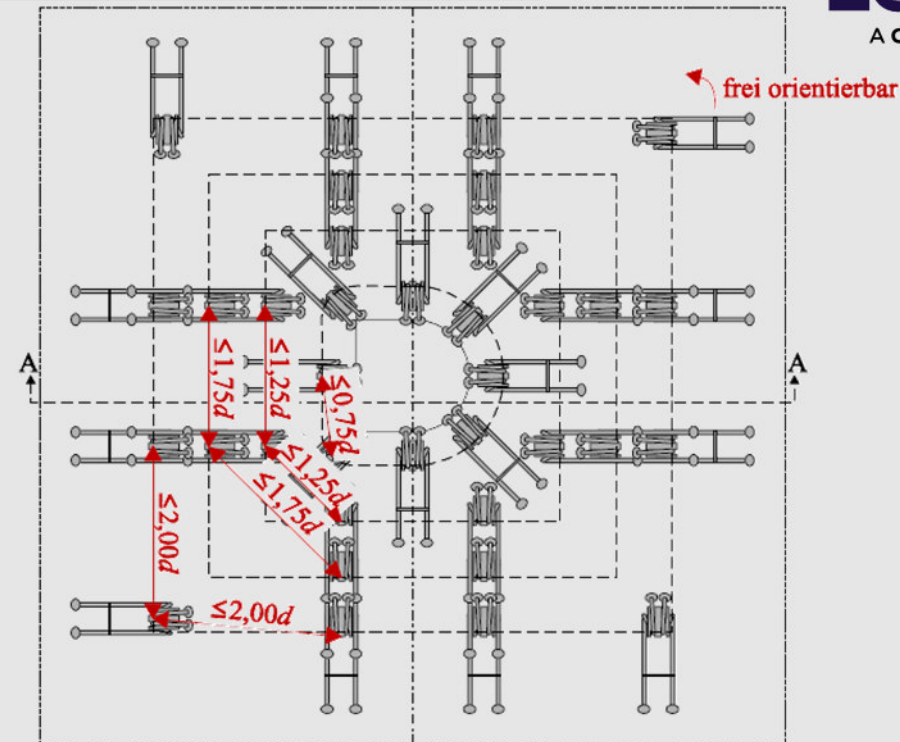 A C
frei orientierbar
A
A
≤1,75d
≤1,25d
≤0,75d
≤1,25d
≤1,75d
≤2,00d
≤2,00d